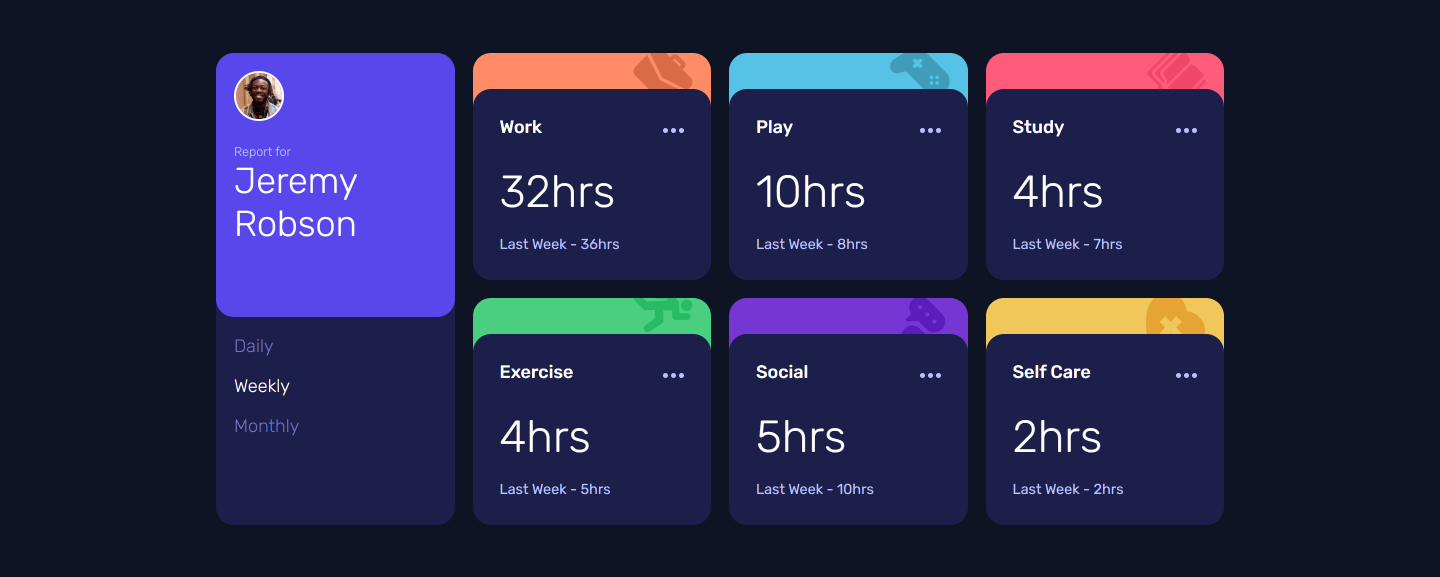 Report for
Jeremy
Robson
Daily
Weekly
Monthly
Work
32hrs
Last Week - 36hrs
Play
10hrs
Last Week - 8hrs
Study
4hrs
Last Week - 7hrs
Exercise
4hrs
Last Week - 5hrs
Social
5hrs
Last Week - 10hrs
Self Care
2hrs
Last Week - 2hrs